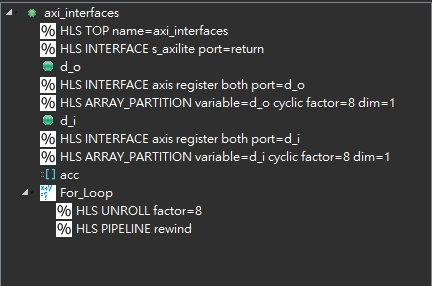 axi_interfaces
% HLS TOP name=axi_interfaces
% HLS INTERFACE s_axilite port=return
d_o
% HLS INTERFACE axis register both port=d_o
% HLS ARRAY_PARTITION variable=d_o cyclic factor=8 dim=1
d_i
% HLS INTERFACE axis register both port=d_i
% HLS ARRAY_PARTITION variable=d_i cyclic factor=8 dim=1
[] acc
For_Loop
% HLS UNROLL factor=8
% HLS PIPELINE rewind